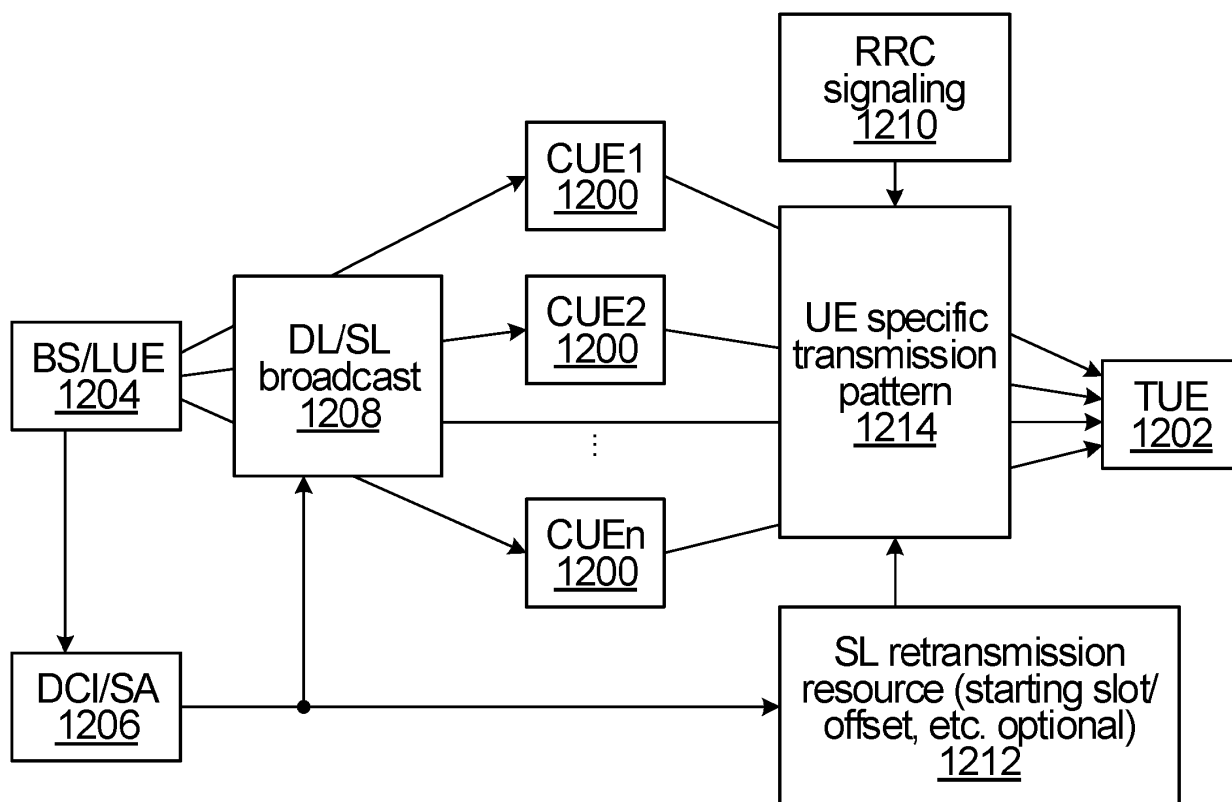 RRC
signaling
1210
CUE1
1200
CUE2
1200
BS/LUE
1204
DL/SL
broadcast
1208
UE specific
transmission
pattern
1214
TUE
1202
⋮
CUEn
1200
DCI/SA
1206
SL retransmission
resource (starting slot/
offset, etc. optional)
1212